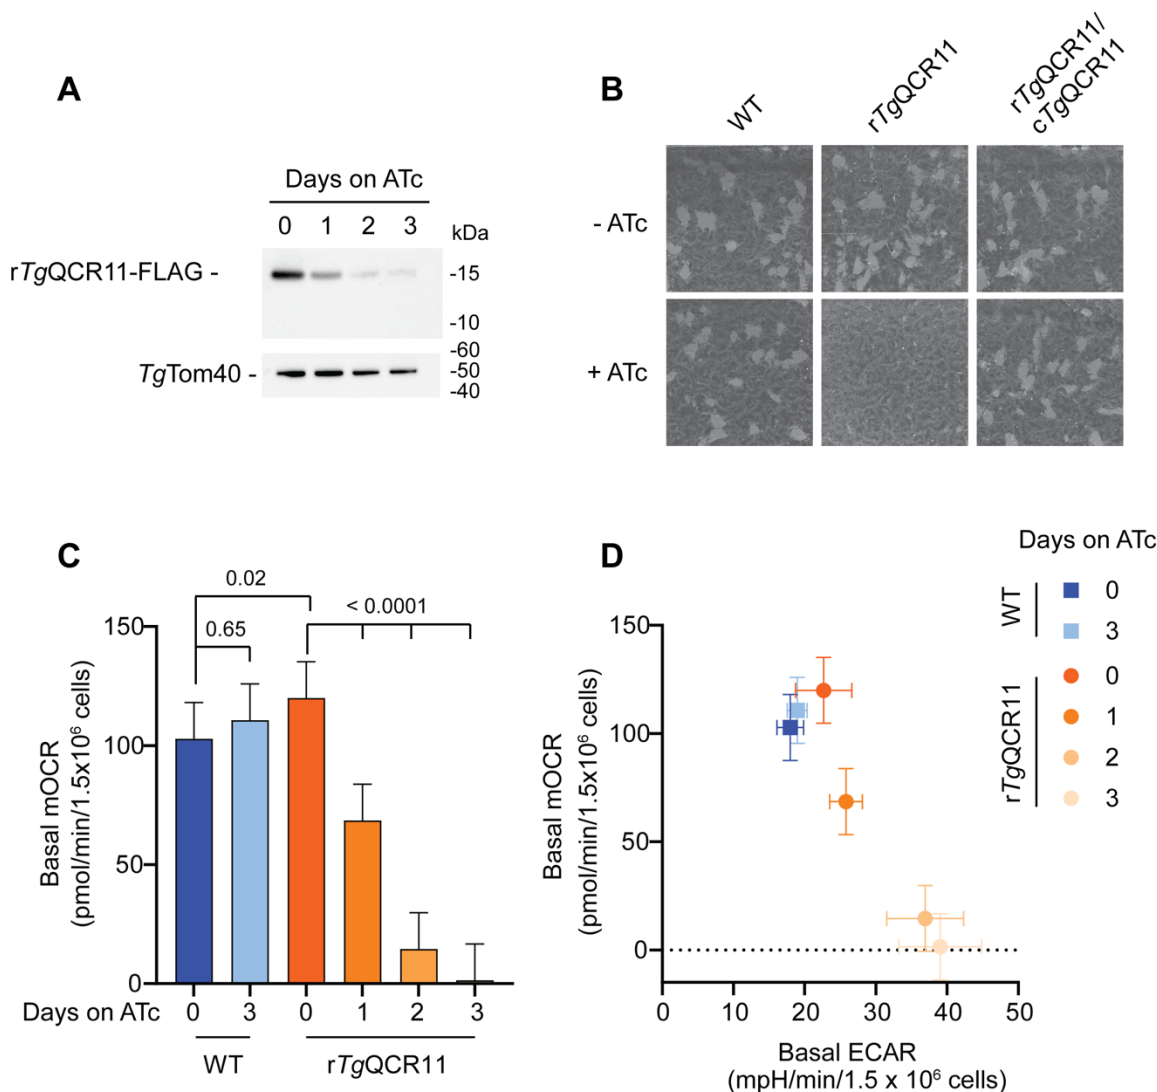 A
Days on ATc
0 1 2 3
kDa
rTgQCR11-FLAG -
-15
-10
-60
TgTom40 -
-50
-40
B
WT
rTgQCR11
rTgQCR11/
cTgQCR11
- ATc
+ ATc
C
0.02
< 0.0001
0.65
150
100
50
0
Basal mOCR
(pmol/min/1.5x10⁶ cells)
Days on ATc
0 3 0 1 2 3
WT
rTgQCR11
D
Days on ATc
WT
0
3
rTgQCR11
0
1
2
3
150
100
50
0
Basal mOCR
(pmol/min/1.5x10⁶ cells)
0 10 20 30 40 50
Basal ECAR
(mpH/min/1.5 x 10⁶ cells)